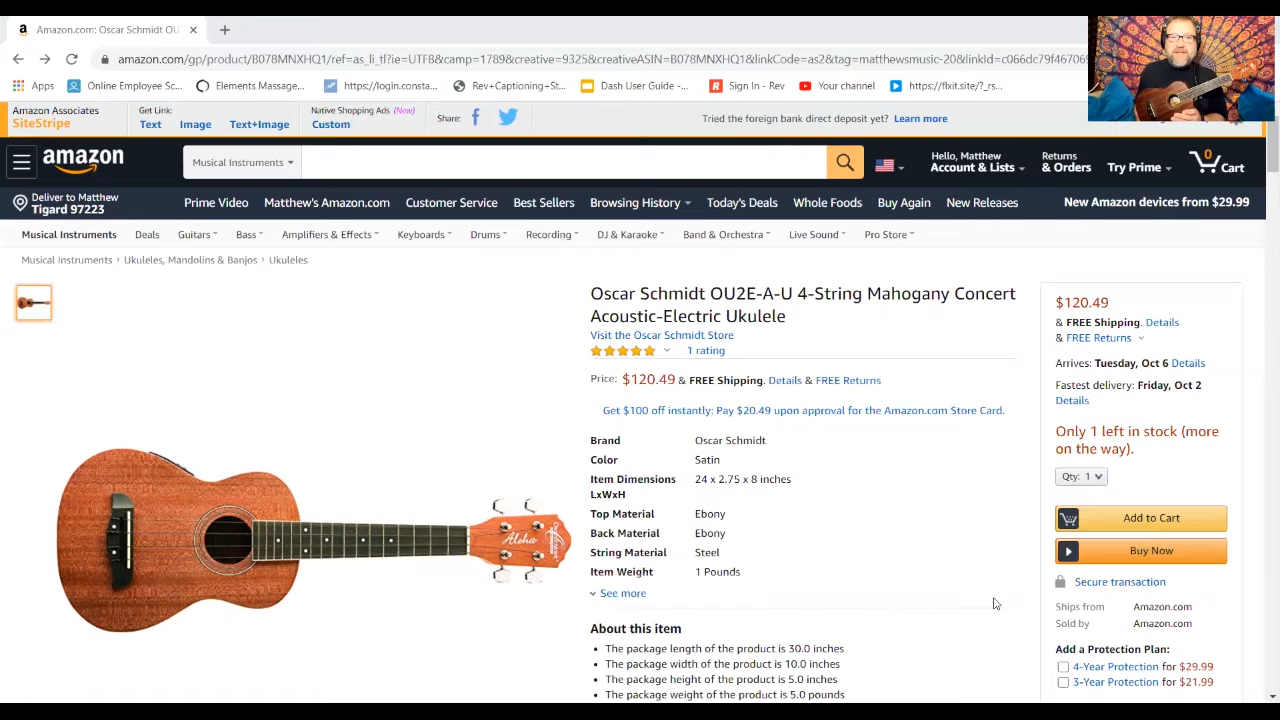 Amazon.com: Oscar Schmidt OU
amazon.com/gp/product/B078MNXHQ1/ref=as_li_tl?ie=UTF8&camp=1789&creative=9325&creativeASIN=B078MNXHQ1&linkCode=as2&tag=matthewsmusic-20&linkId=c066dc79f467069
Apps Online Employee Sc... Elements Massage... https://login.consta... Rev+Captioning+St... Dash User Guide -... Sign In - Rev Your channel https://flxit.site/?_rs...
Amazon Associates
SiteStripe
Get Link:
Text Image Text+Image
Native Shopping Ads (New)
Custom
Share:
Tried the foreign bank direct deposit yet? Learn more
amazon
Musical Instruments
Hello, Matthew
Account & Lists
Returns
& Orders
Try Prime
0
Cart
Deliver to Matthew
Tigard 97223
Prime Video Matthew's Amazon.com Customer Service Best Sellers Browsing History Today's Deals Whole Foods Buy Again New Releases
New Amazon devices from $29.99
Musical Instruments Deals Guitars Bass Amplifiers & Effects Keyboards Drums Recording DJ & Karaoke Band & Orchestra Live Sound Pro Store
Musical Instruments › Ukuleles, Mandolins & Banjos › Ukuleles
Aloha
Oscar Schmidt OU2E-A-U 4-String Mahogany Concert
Acoustic-Electric Ukulele
Visit the Oscar Schmidt Store
1 rating
Price: $120.49 & FREE Shipping. Details & FREE Returns
Get $100 off instantly: Pay $20.49 upon approval for the Amazon.com Store Card.
Brand Oscar Schmidt
Color Satin
Item Dimensions 24 x 2.75 x 8 inches
LxWxH
Top Material Ebony
Back Material Ebony
String Material Steel
Item Weight 1 Pounds
See more
About this item
• The package length of the product is 30.0 inches
• The package width of the product is 10.0 inches
• The package height of the product is 5.0 inches
• The package weight of the product is 5.0 pounds
$120.49
& FREE Shipping. Details
& FREE Returns
Arrives: Tuesday, Oct 6 Details
Fastest delivery: Friday, Oct 2
Details
Only 1 left in stock (more
on the way).
Qty: 1
Add to Cart
Buy Now
Secure transaction
Ships from Amazon.com
Sold by Amazon.com
Add a Protection Plan:
4-Year Protection for $29.99
3-Year Protection for $21.99